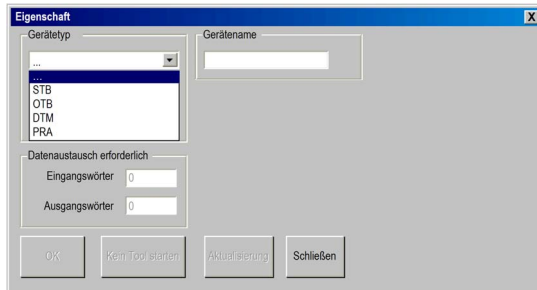 Eigenschaft
X
Gerätetyp
Gerätename
...
...
STB
OTB
DTM
PRA
Datenaustausch erforderlich
Eingangswörter 0
Ausgangswörter 0
OK Kein Tool starten Aktualisierung Schließen